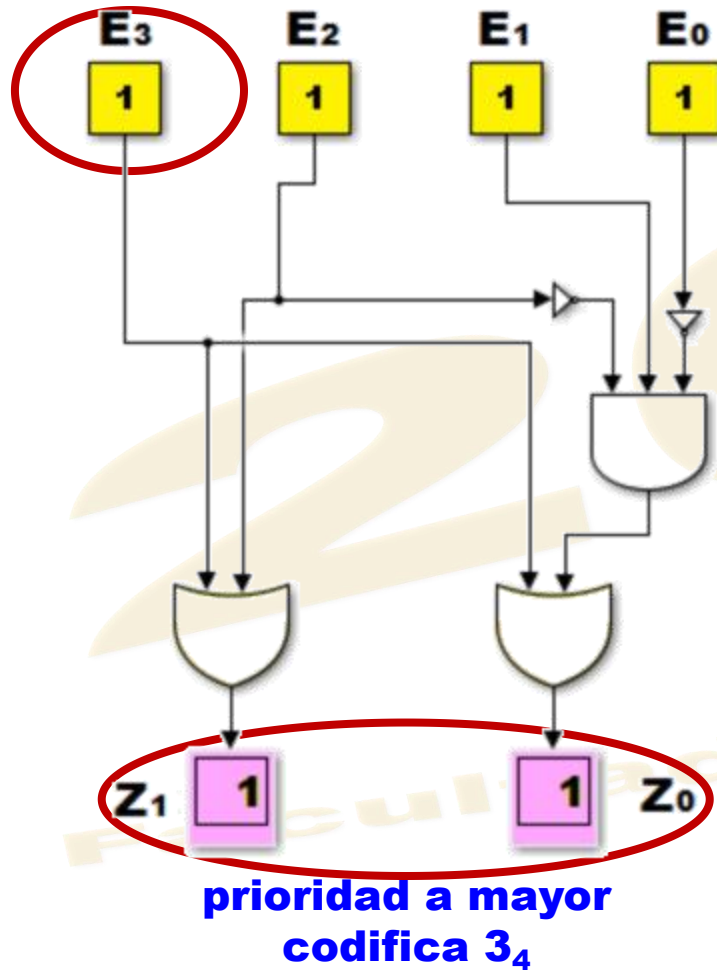 E3 E2 E1 E0
1 1 1 1
Z1 1 1 Z0
prioridad a mayor
codifica 34